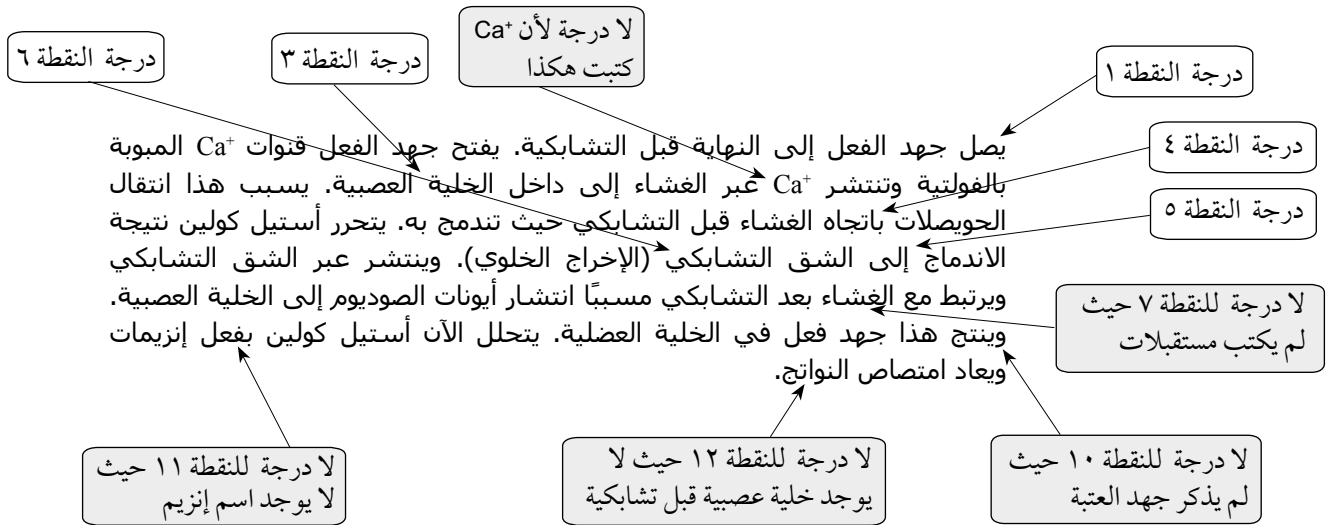 لا درجة لأن Ca⁺
كتبت هكذا
درجة النقطة ١
درجة النقطة ٣
درجة النقطة ٦
درجة النقطة ٤
درجة النقطة ٥
يصل جهد الفعل إلى النهاية قبل التشابكية. يفتح جهد الفعل قنوات Ca⁺ المبوبة
بالفولتية وتنتشر Ca⁺ عبر الغشاء إلى داخل الخلية العصبية. يسبب هذا انتقال
الحويصلات باتجاه الغشاء قبل التشابكي حيث تندمج به. يتحرر أستيل كولين نتيجة
الاندماج إلى الشق التشابكي (الإخراج الخلوي). وينتشر عبر الشق التشابكي
ويرتبط مع الغشاء بعد التشابكي مسببًا انتشار أيونات الصوديوم إلى الخلية العصبية.
وينتج هذا جهد فعل في الخلية العضلية. يتحلل الآن أستيل كولين بفعل إنزيمات
ويعاد امتصاص النواتج.
لا درجة للنقطة ٧ حيث
لم يكتب مستقبلات
لا درجة للنقطة ١٠ حيث
لم يذكر جهد العتبة
لا درجة للنقطة ١٢ حيث لا
يوجد خلية عصبية قبل تشابكية
لا درجة للنقطة ١١ حيث
لا يوجد اسم إنزيم